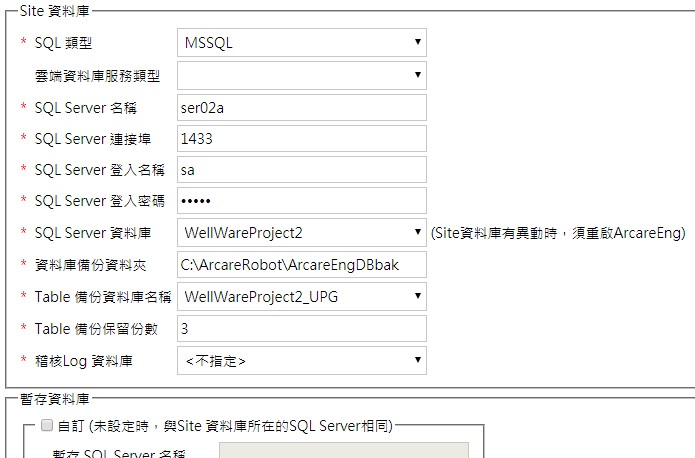 Site 資料庫
* SQL 類型 MSSQL
雲端資料庫服務類型
* SQL Server 名稱 ser02a
* SQL Server 連接埠 1433
* SQL Server 登入名稱 sa
* SQL Server 登入密碼 •••••
* SQL Server 資料庫 WellWareProject2 (Site資料庫有異動時，須重啟ArcareEng)
* 資料庫備份資料夾 C:\ArcareRobot\ArcareEngDBbak
* Table 備份資料庫名稱 WellWareProject2_UPG
* Table 備份保留份數 3
* 稽核Log 資料庫 <不指定>
暫存資料庫
自訂 (未設定時，與Site 資料庫所在的SQL Server相同)
暫存 SQL Server 名稱